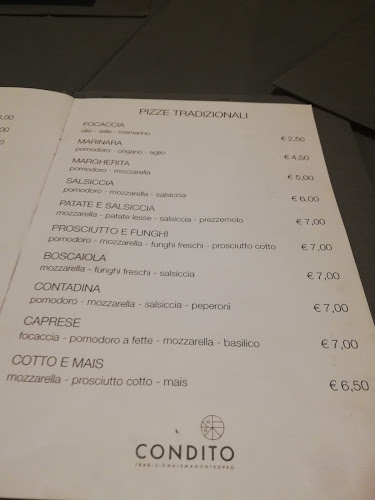 PIZZE TRADIZIONALI
FOCACCIA
olio - sale - rosmarino
€ 2,50
MARINARA
pomodoro - origano - aglio
€ 4,50
MARGHERITA
pomodoro - mozzarella
€ 5,00
SALSICCIA
pomodoro - mozzarella - salsiccia
€ 6,00
PATATE E SALSICCIA
mozzarella - patate lesse - salsiccia - prezzemolo
€ 7,00
PROSCIUTTO E FUNGHI
pomodoro - mozzarella - funghi freschi - prosciutto cotto
€ 7,00
BOSCAIOLA
mozzarella - funghi freschi - salsiccia
€ 7,00
CONTADINA
pomodoro - mozzarella - salsiccia - peperoni
€ 7,00
CAPRESE
focaccia - pomodoro a fette - mozzarella - basilico
€ 7,00
COTTO E MAIS
mozzarella - prosciutto cotto - mais
€ 6,50
CONDITO
TRADIZIONALEMANONTROPPO